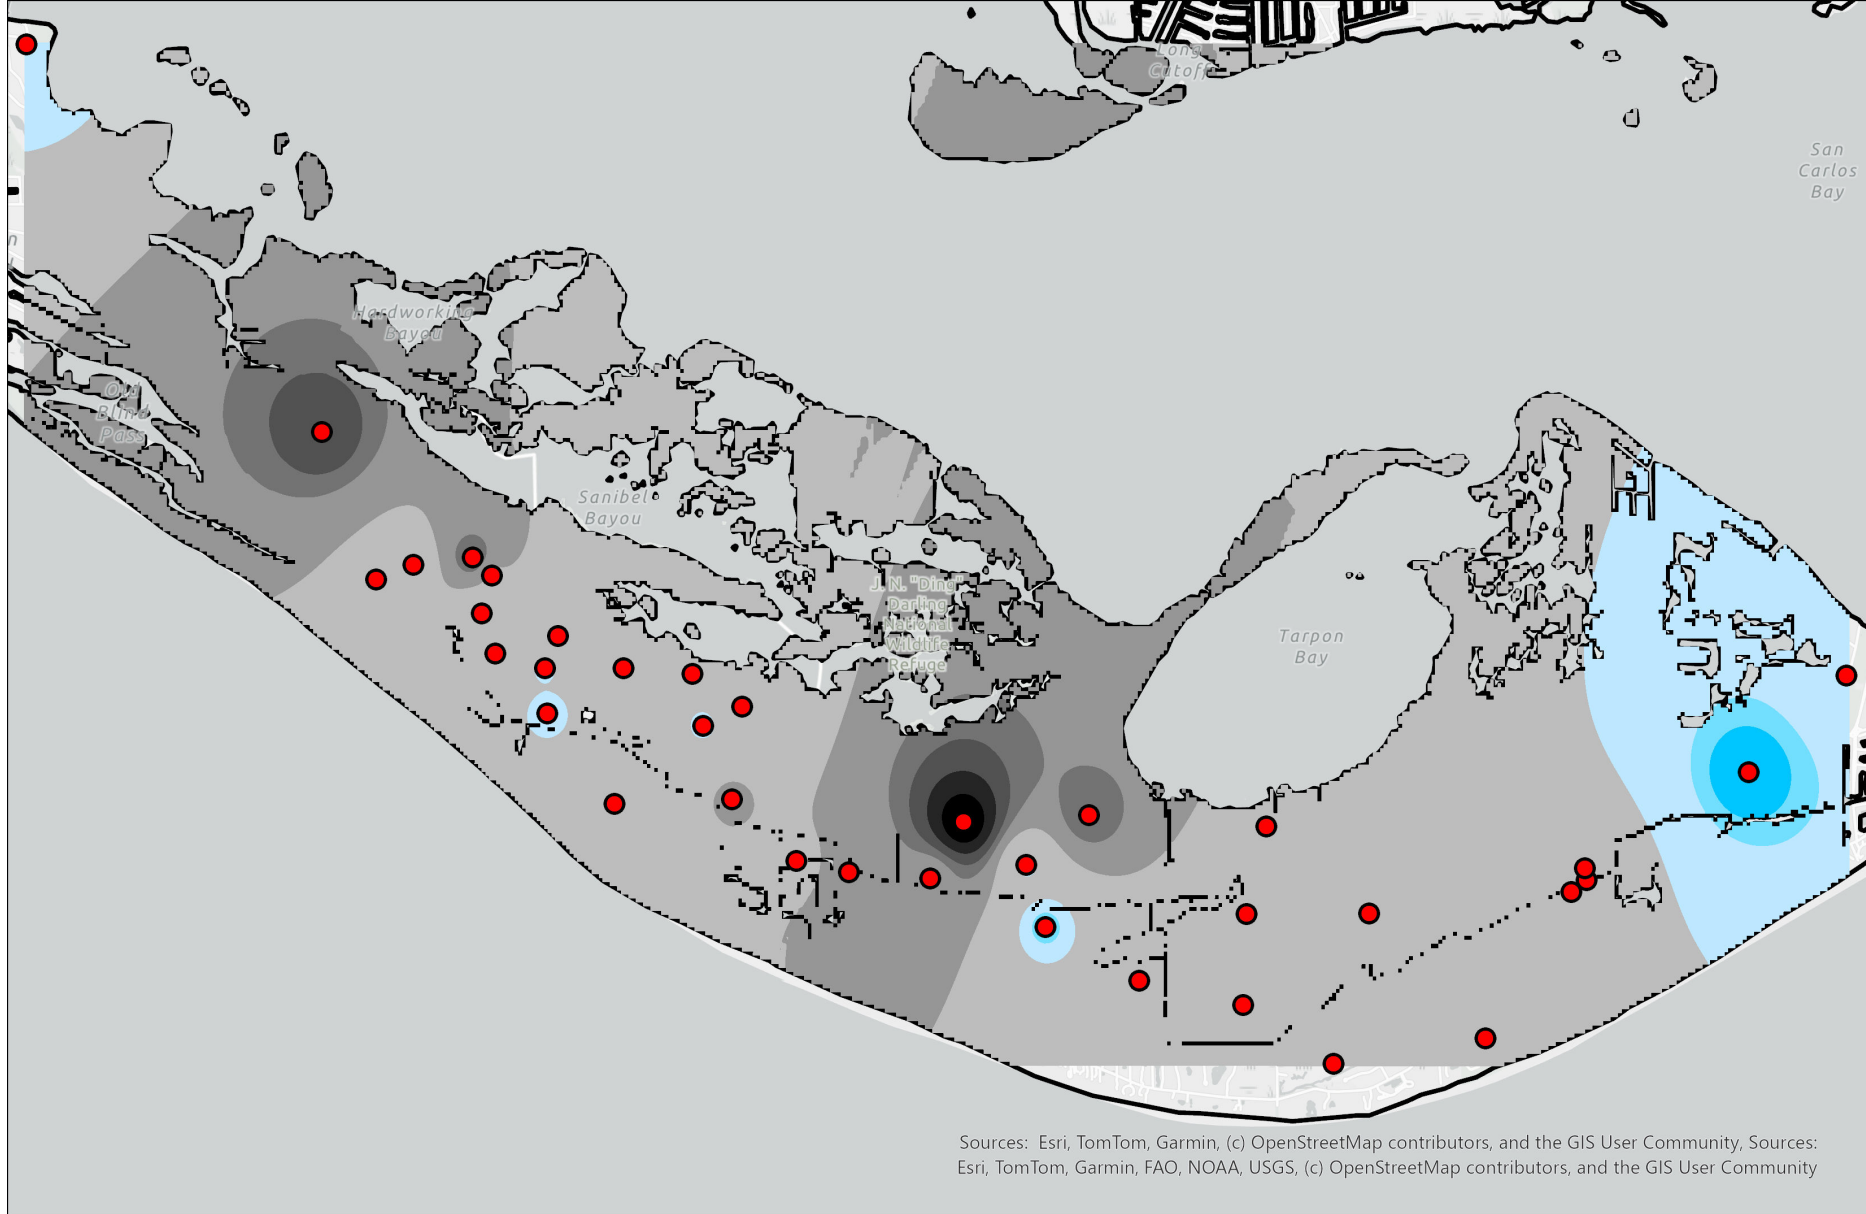 Long
Cutoff
San
Carlos
Bay
n
Hardworking
Bayou
Old
Blind
Pass
Sanibel
Bayou
J. N. "Ding"
Darling
National
Wildlife
Refuge
Tarpon
Bay
Sources: Esri, TomTom, Garmin, (c) OpenStreetMap contributors, and the GIS User Community, Sources:
Esri, TomTom, Garmin, FAO, NOAA, USGS, (c) OpenStreetMap contributors, and the GIS User Community